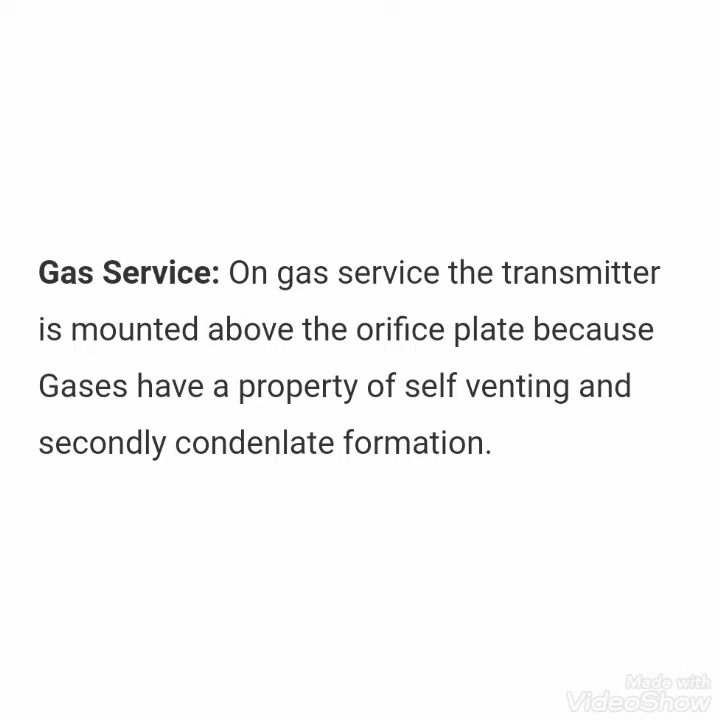 Gas Service: On gas service the transmitter
is mounted above the orifice plate because
Gases have a property of self venting and
secondly condenlate formation.
Made with
VideoShow